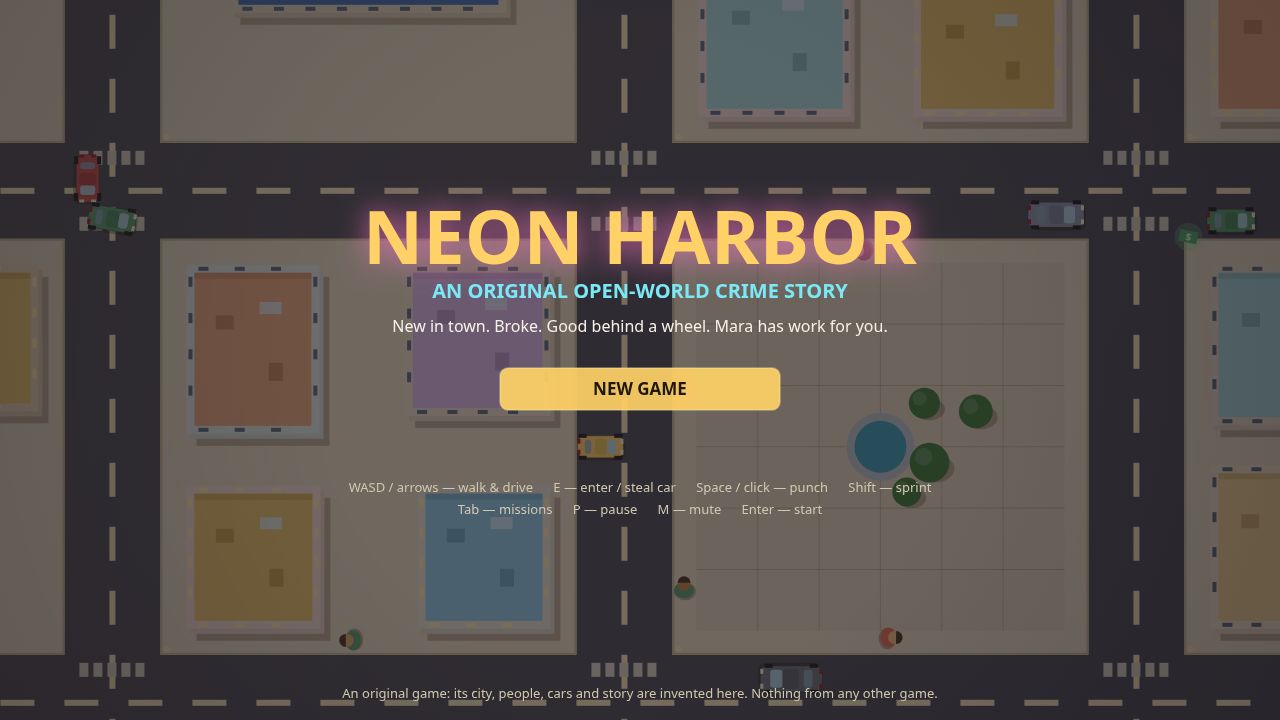 NEON HARBOR
AN ORIGINAL OPEN-WORLD CRIME STORY
New in town. Broke. Good behind a wheel. Mara has work for you.
NEW GAME
WASD / arrows — walk & drive E — enter / steal car Space / click — punch Shift — sprint
Tab — missions P — pause M — mute Enter — start
An original game: its city, people, cars and story are invented here. Nothing from any other game.
$